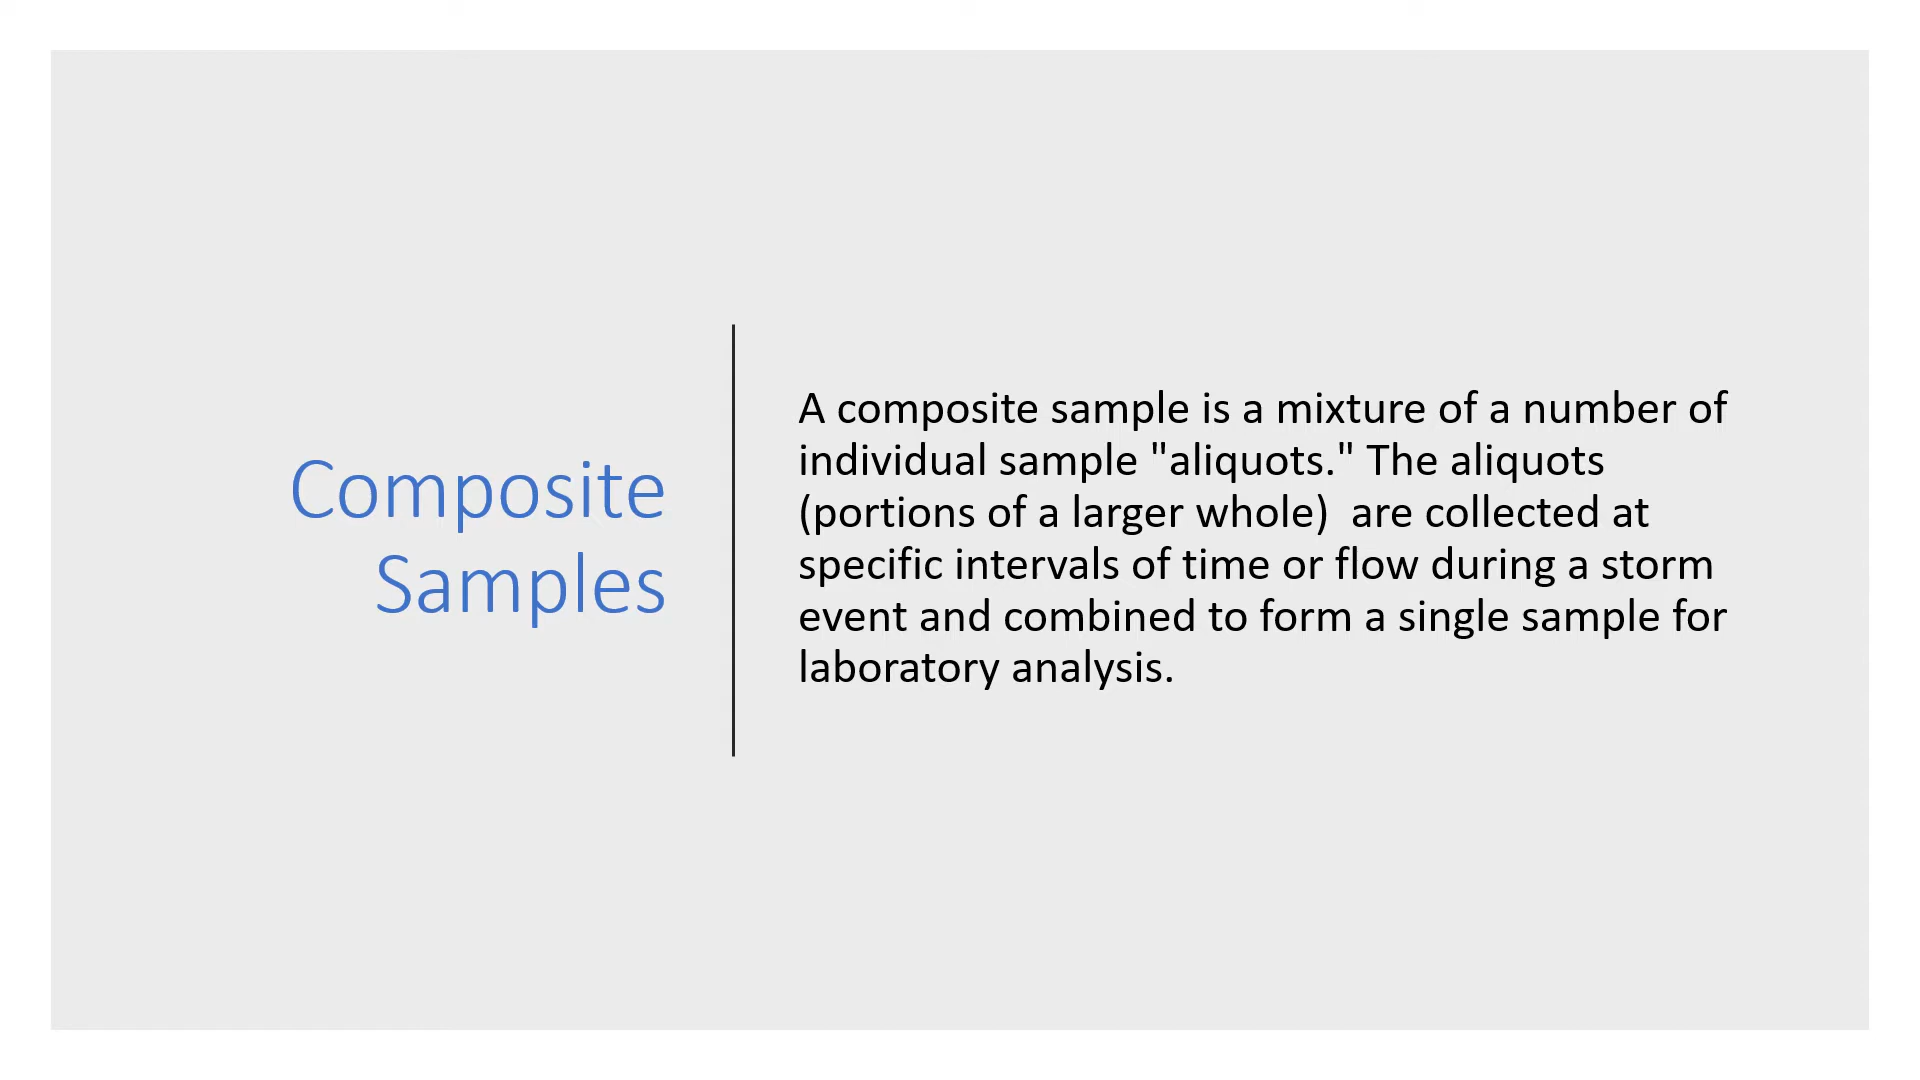 Composite
Samples
A composite sample is a mixture of a number of
individual sample "aliquots." The aliquots
(portions of a larger whole)  are collected at
specific intervals of time or flow during a storm
event and combined to form a single sample for
laboratory analysis.